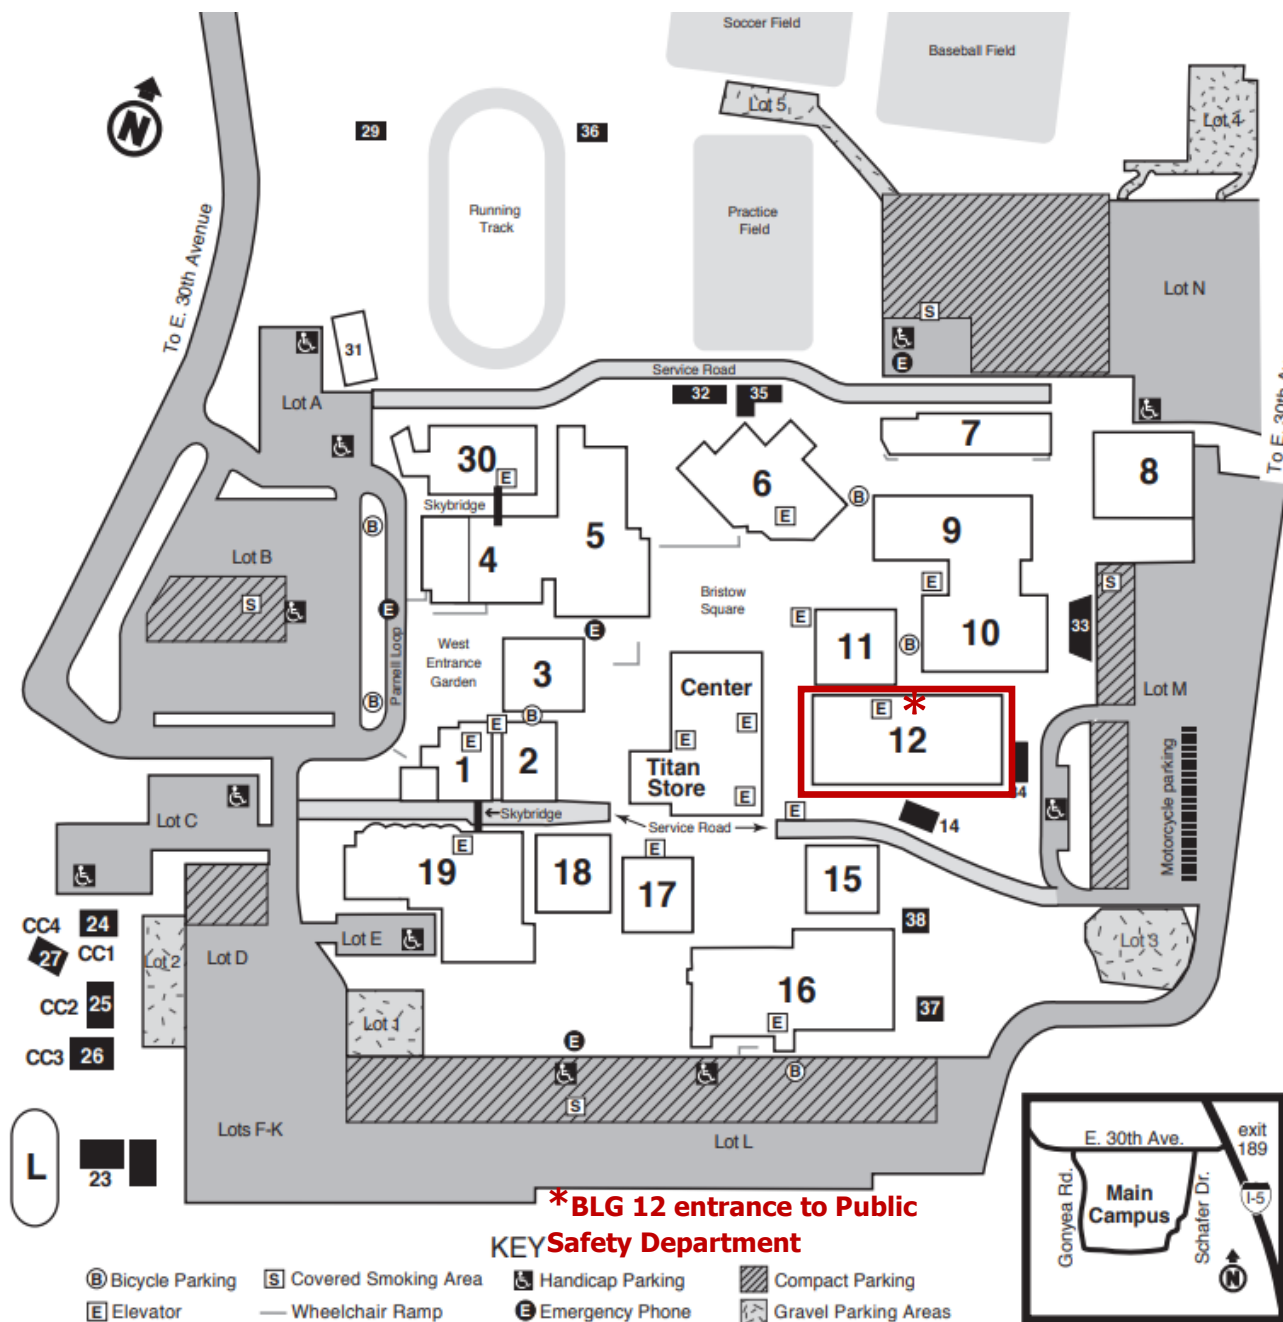 Soccer Field
Baseball Field
Lot 5
Lot 4
N
29
36
Running
Track
Practice
Field
To E. 30th Avenue
Lot N
S
E
31
Service Road
32
35
Lot A
7
To E. 30th A
30
E
Skybridge
6
E
B
8
5
9
4
B
Lot B
S
E
Bristow
Square
E
E
S
West
Entrance
Garden
Parnell Loop
E
3
11
B
10
33
Center
Lot M
B
B
E
E
E
E
*
12
1
2
E
Titan
Store
E
Motorcycle parking
34
Skybridge
Service Road
E
14
Lot C
E
19
18
E
17
15
CC4
24
27
CC1
Lot 2
Lot D
Lot E
38
Lot 3
CC2
25
16
37
E
Lot 1
CC3
26
E
B
S
Lots F-K
Lot L
L
23
E. 30th Ave.
exit
189
Gonyea Rd.
Main
Campus
Schafer Dr.
I-5
N
*BLG 12 entrance to Public
Safety Department
KEY
B Bicycle Parking
S Covered Smoking Area
Handicap Parking
Compact Parking
E Elevator
Wheelchair Ramp
E Emergency Phone
Gravel Parking Areas